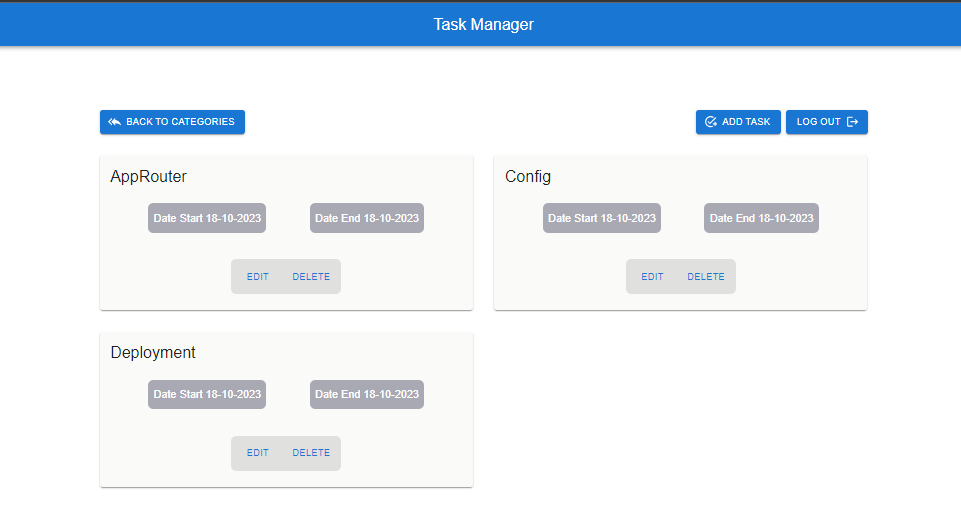 Task Manager
BACK TO CATEGORIES
ADD TASK
LOG OUT
AppRouter
Date Start 18-10-2023
Date End 18-10-2023
EDIT
DELETE
Config
Date Start 18-10-2023
Date End 18-10-2023
EDIT
DELETE
Deployment
Date Start 18-10-2023
Date End 18-10-2023
EDIT
DELETE